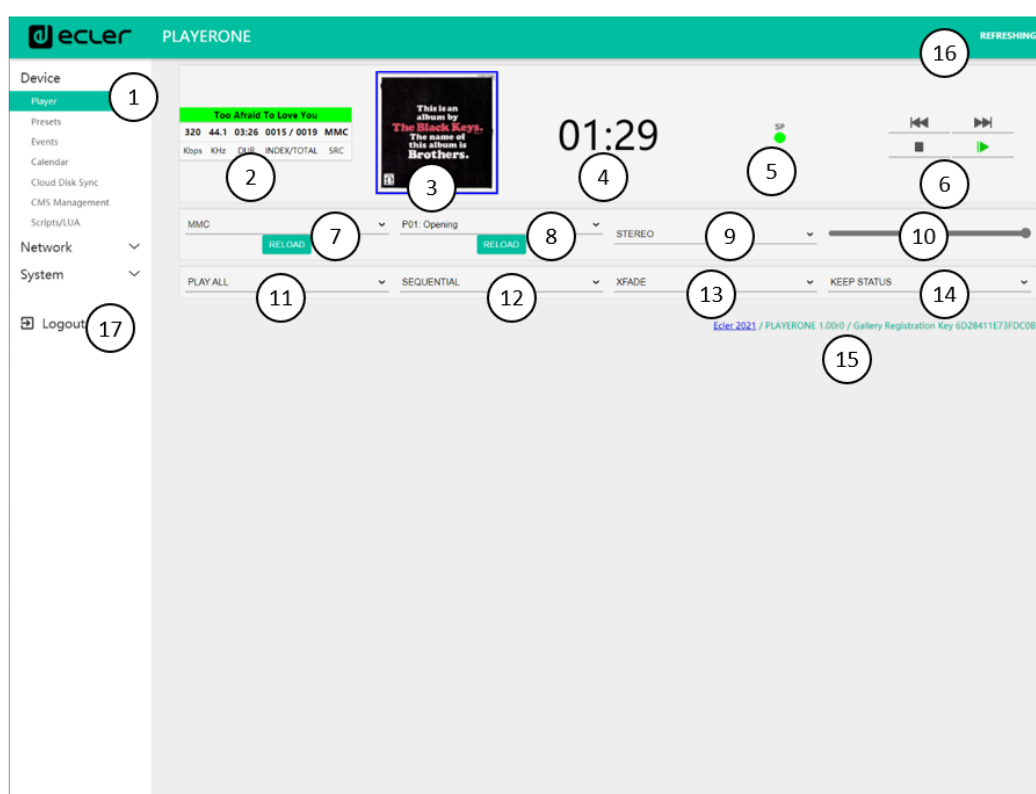 ecler PLAYERONE REFRESHING
16
Device
Player
1
Presets
Events
Calendar
Cloud Disk Sync
CMS Management
Scripts/LUA
Network
System
Logout
17
Too Afraid To Love You
320 44.1 03:26 0015 / 0019 MMC
Kbps KHz DUR INDEX/TOTAL SRC
2
This is an
album by
The Black Keys.
The name of
this album is
Brothers.
3
01:29
4
SP
5
6
MMC
RELOAD
7
P01: Opening
RELOAD
8
STEREO
9
10
PLAY ALL
11
SEQUENTIAL
12
XFADE
13
KEEP STATUS
14
Ecler 2021 / PLAYERONE 1.00r0 / Gallery Registration Key 6D28411E73FDC0B
15